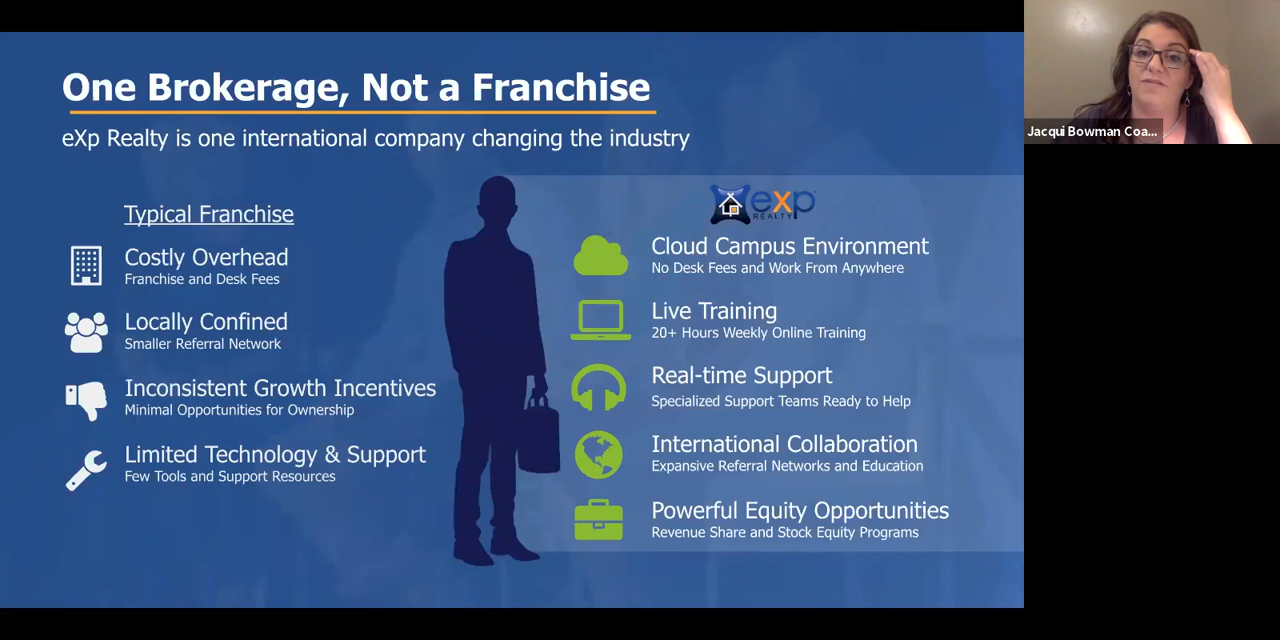 One Brokerage, Not a Franchise
eXp Realty is one international company changing the industry
Typical Franchise
Costly Overhead
Franchise and Desk Fees
Locally Confined
Smaller Referral Network
Inconsistent Growth Incentives
Minimal Opportunities for Ownership
Limited Technology & Support
Few Tools and Support Resources
exp
REALTY
Cloud Campus Environment
No Desk Fees and Work From Anywhere
Live Training
20+ Hours Weekly Online Training
Real-time Support
Specialized Support Teams Ready to Help
International Collaboration
Expansive Referral Networks and Education
Powerful Equity Opportunities
Revenue Share and Stock Equity Programs
Jacqui Bowman Coa...